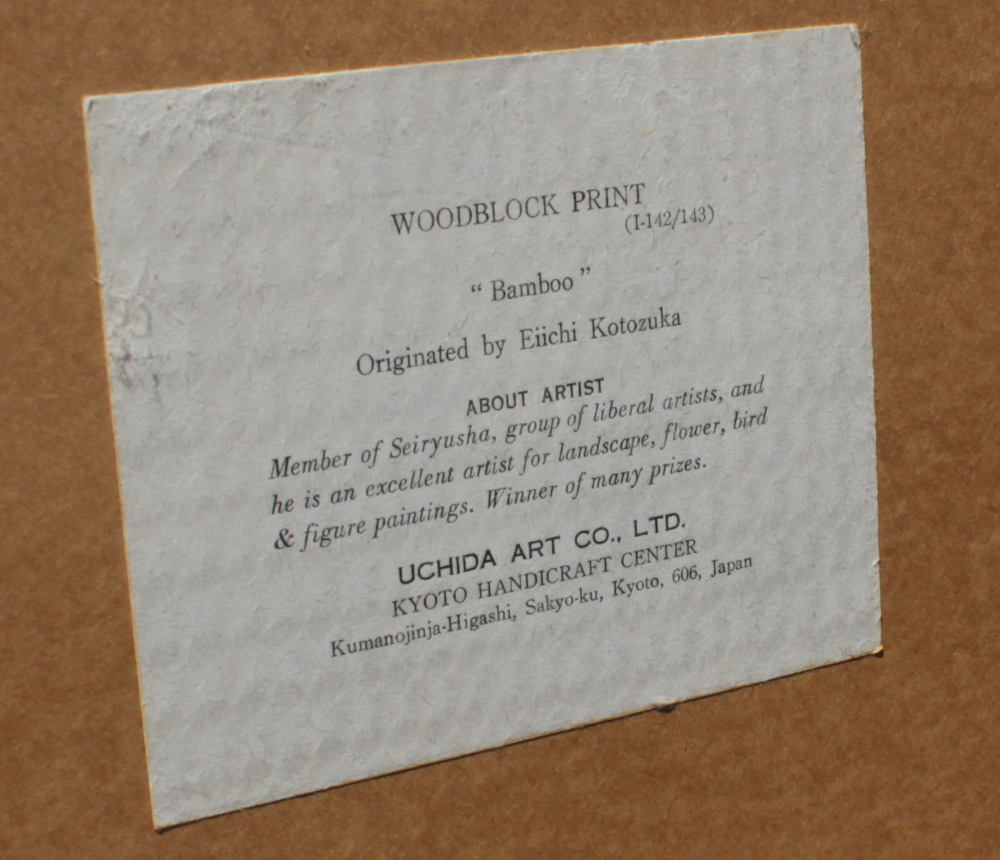 WOODBLOCK PRINT
(I-142/143)
“ Bamboo ”
Originated by Eiichi Kotozuka
ABOUT ARTIST
Member of Seiryusha, group of liberal artists, and
he is an excellent artist for landscape, flower, bird
& figure paintings. Winner of many prizes.
UCHIDA ART CO., LTD.
KYOTO HANDICRAFT CENTER
Kumanojinja-Higashi, Sakyo-ku, Kyoto, 606, Japan